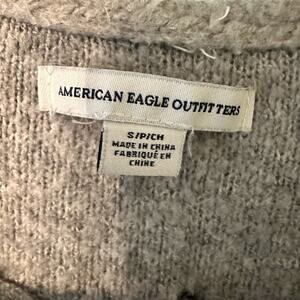 AMERICAN EAGLE OUTFITTERS
S/P/CH
MADE IN CHINA
FABRIQUÉ EN
CHINE